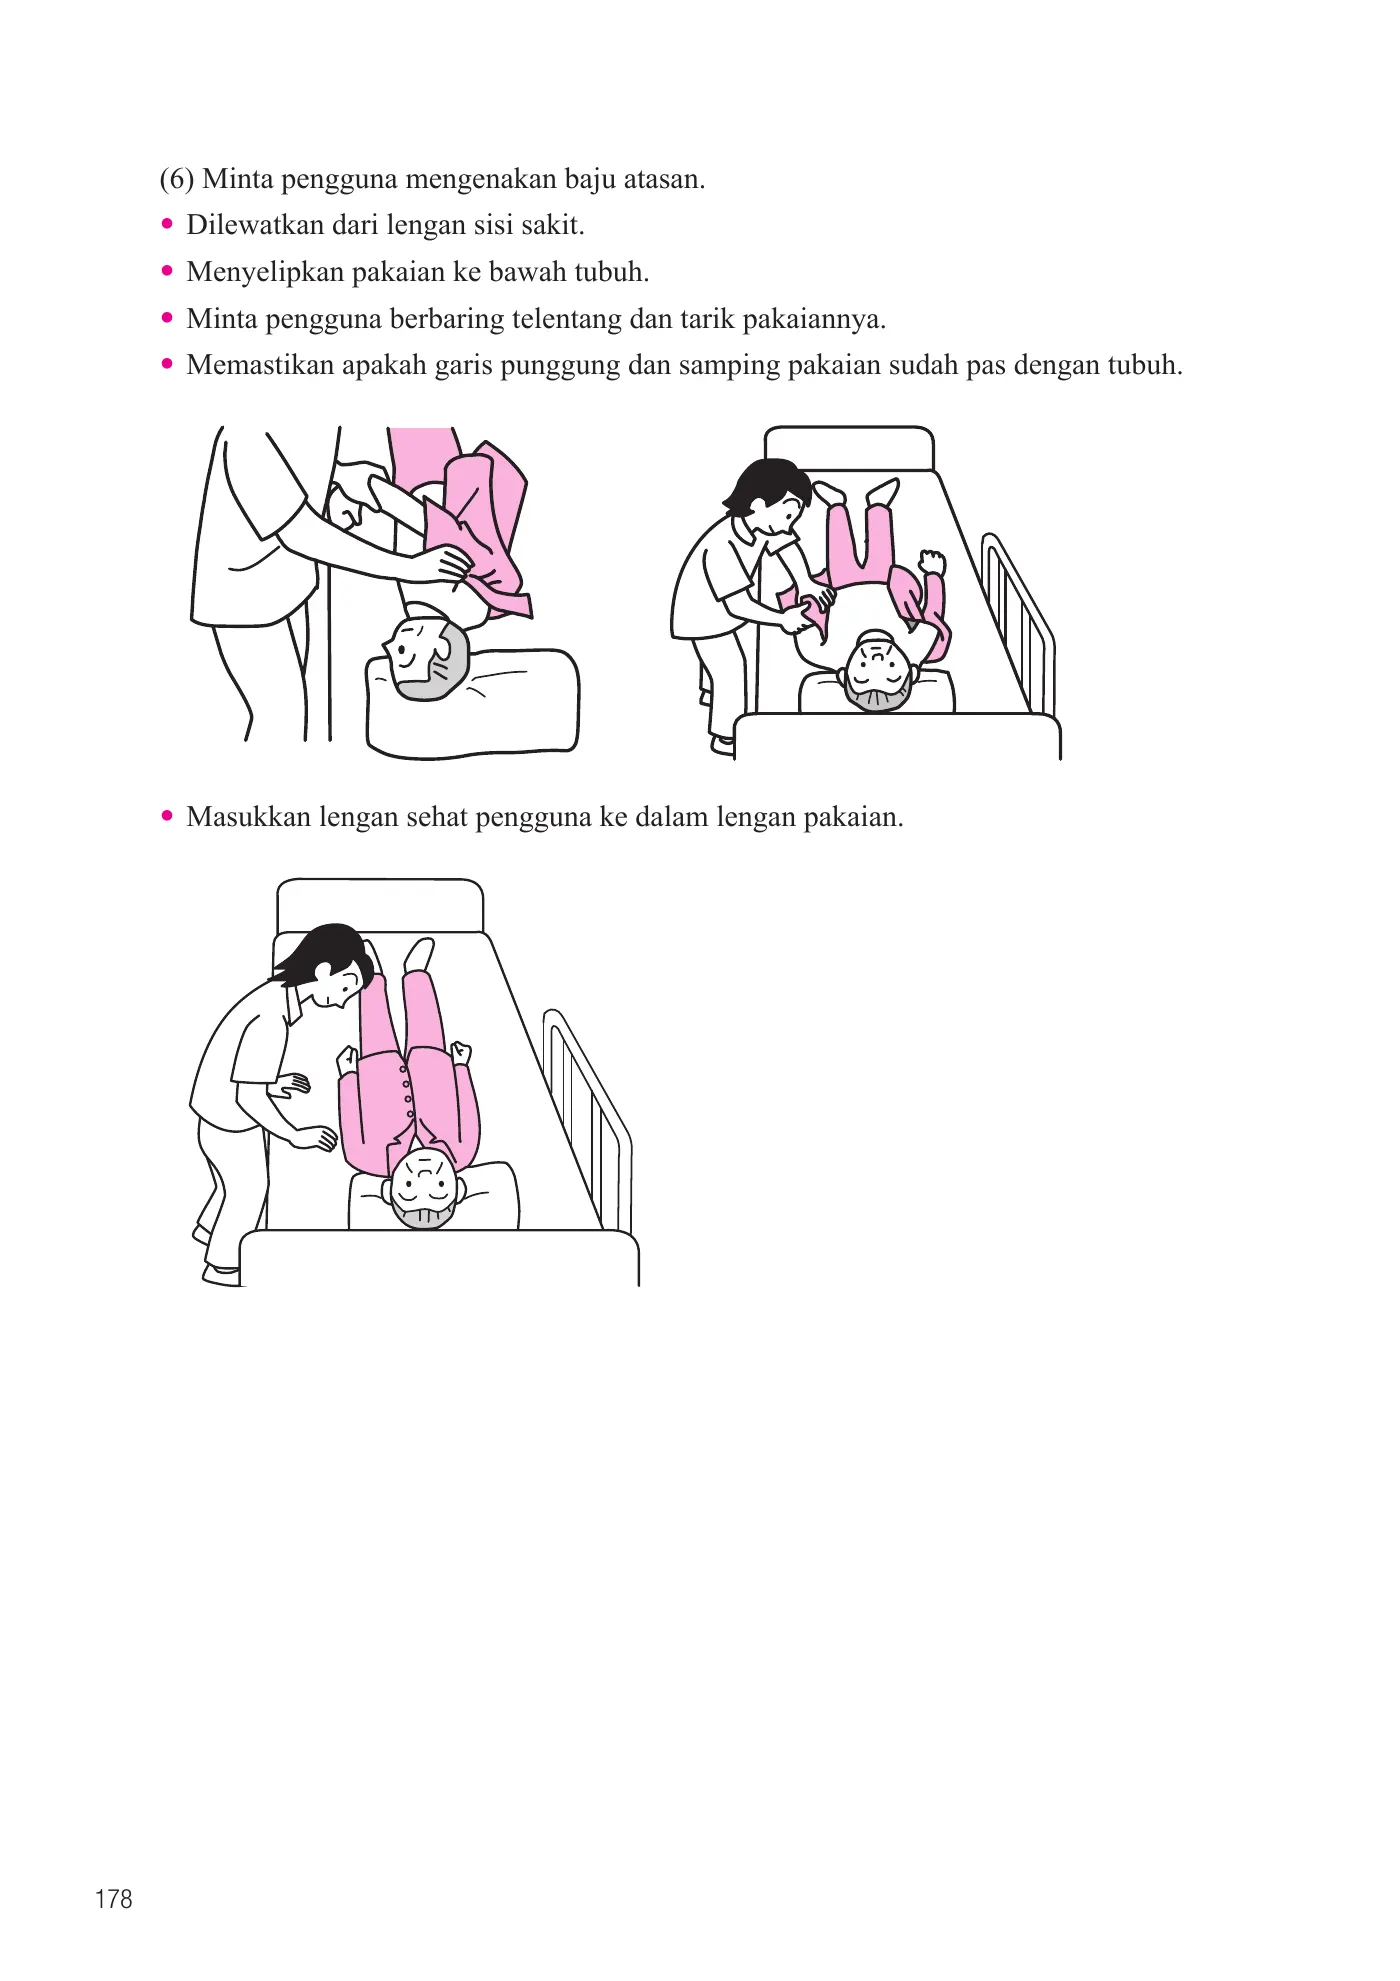 (6) Minta pengguna mengenakan baju atasan.
• Dilewatkan dari lengan sisi sakit.
• Menyelipkan pakaian ke bawah tubuh.
• Minta pengguna berbaring telentang dan tarik pakaiannya.
• Memastikan apakah garis punggung dan samping pakaian sudah pas dengan tubuh.
• Masukkan lengan sehat pengguna ke dalam lengan pakaian.
178